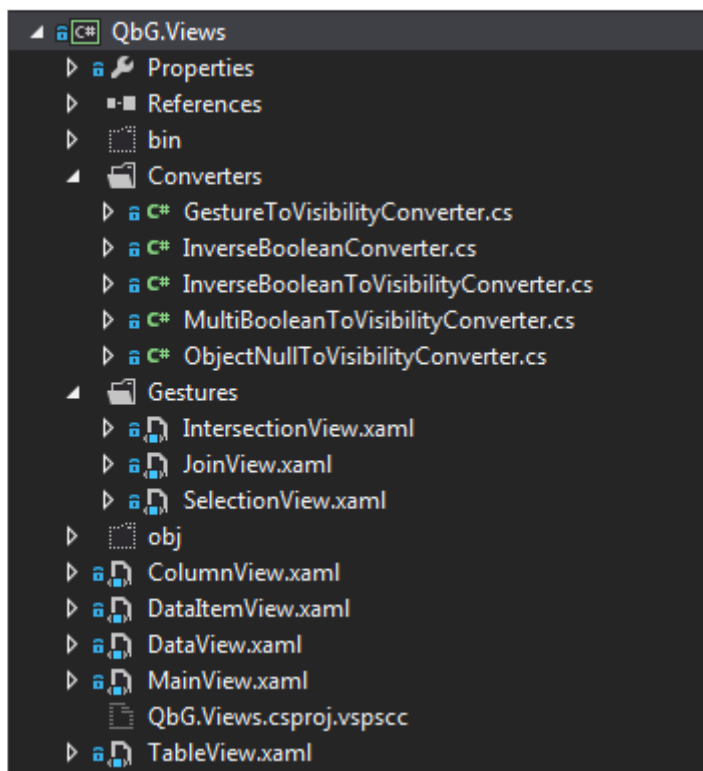 C# QbG.Views
Properties
References
bin
Converters
C# GestureToVisibilityConverter.cs
C# InverseBooleanConverter.cs
C# InverseBooleanToVisibilityConverter.cs
C# MultiBooleanToVisibilityConverter.cs
C# ObjectNullToVisibilityConverter.cs
Gestures
IntersectionView.xaml
JoinView.xaml
SelectionView.xaml
obj
ColumnView.xaml
DataItemView.xaml
DataView.xaml
MainView.xaml
QbG.Views.csproj.vspscc
TableView.xaml